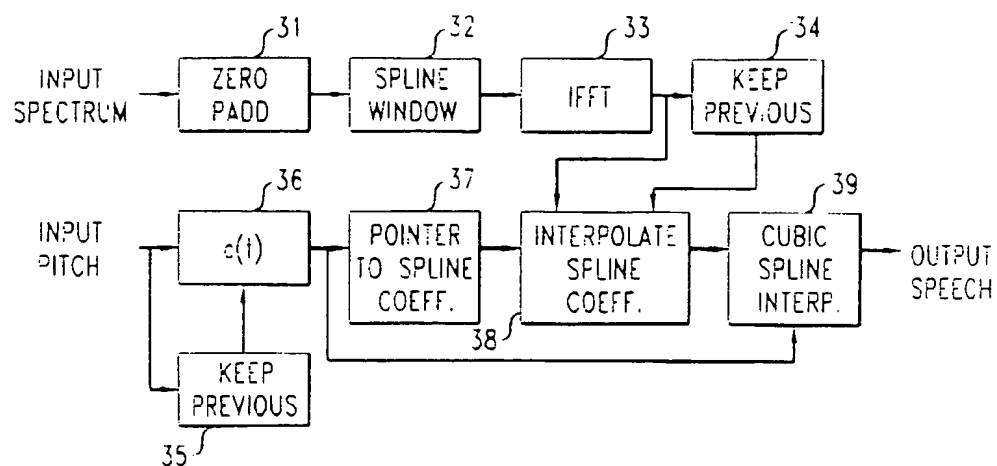 31
32
33
34
INPUT
SPECTRUM
ZERO
PADD
SPLINE
WINDOW
IFFT
KEEP
PREVIOUS
36
37
39
INPUT
PITCH
c(t)
POINTER
TO SPLINE
COEFF.
INTERPOLATE
SPLINE
COEFF.
CUBIC
SPLINE
INTERP.
OUTPUT
SPEECH
38
KEEP
PREVIOUS
35